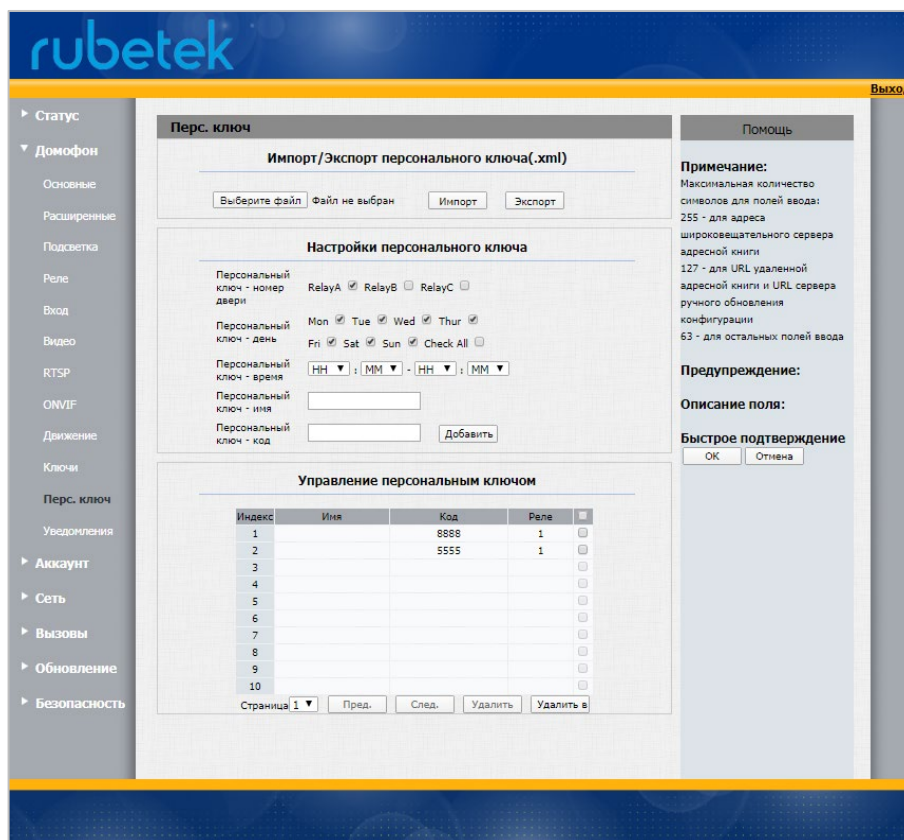 rubetek
Выход
Статус
Домофон
Основные
Расширенные
Подсветка
Реле
Вход
Видео
RTSP
ONVIF
Движение
Ключи
Перс. ключ
Уведомления
Аккаунт
Сеть
Вызовы
Обновление
Безопасность
Перс. ключ
Импорт/Экспорт персонального ключа(.xml)
Выберите файл Файл не выбран Импорт Экспорт
Настройки персонального ключа
Персональный
ключ - номер
двери
RelayA RelayB RelayC
Персональный
ключ - день
Mon Tue Wed Thur
Fri Sat Sun Check All
Персональный
ключ - время
HH : MM - HH : MM
Персональный
ключ - имя
Персональный
ключ - код
Добавить
Управление персональным ключом
Индекс Имя Код Реле
1 8888 1
2 5555 1
3
4
5
6
7
8
9
10
Страница 1 Пред. След. Удалить Удалить в
Помощь
Примечание:
Максимальная количество
символов для полей ввода:
255 - для адреса
широковещательного сервера
адресной книги
127 - для URL удаленной
адресной книги и URL сервера
ручного обновления
конфигурации
63 - для остальных полей ввода
Предупреждение:
Описание поля:
Быстрое подтверждение
OK Отмена